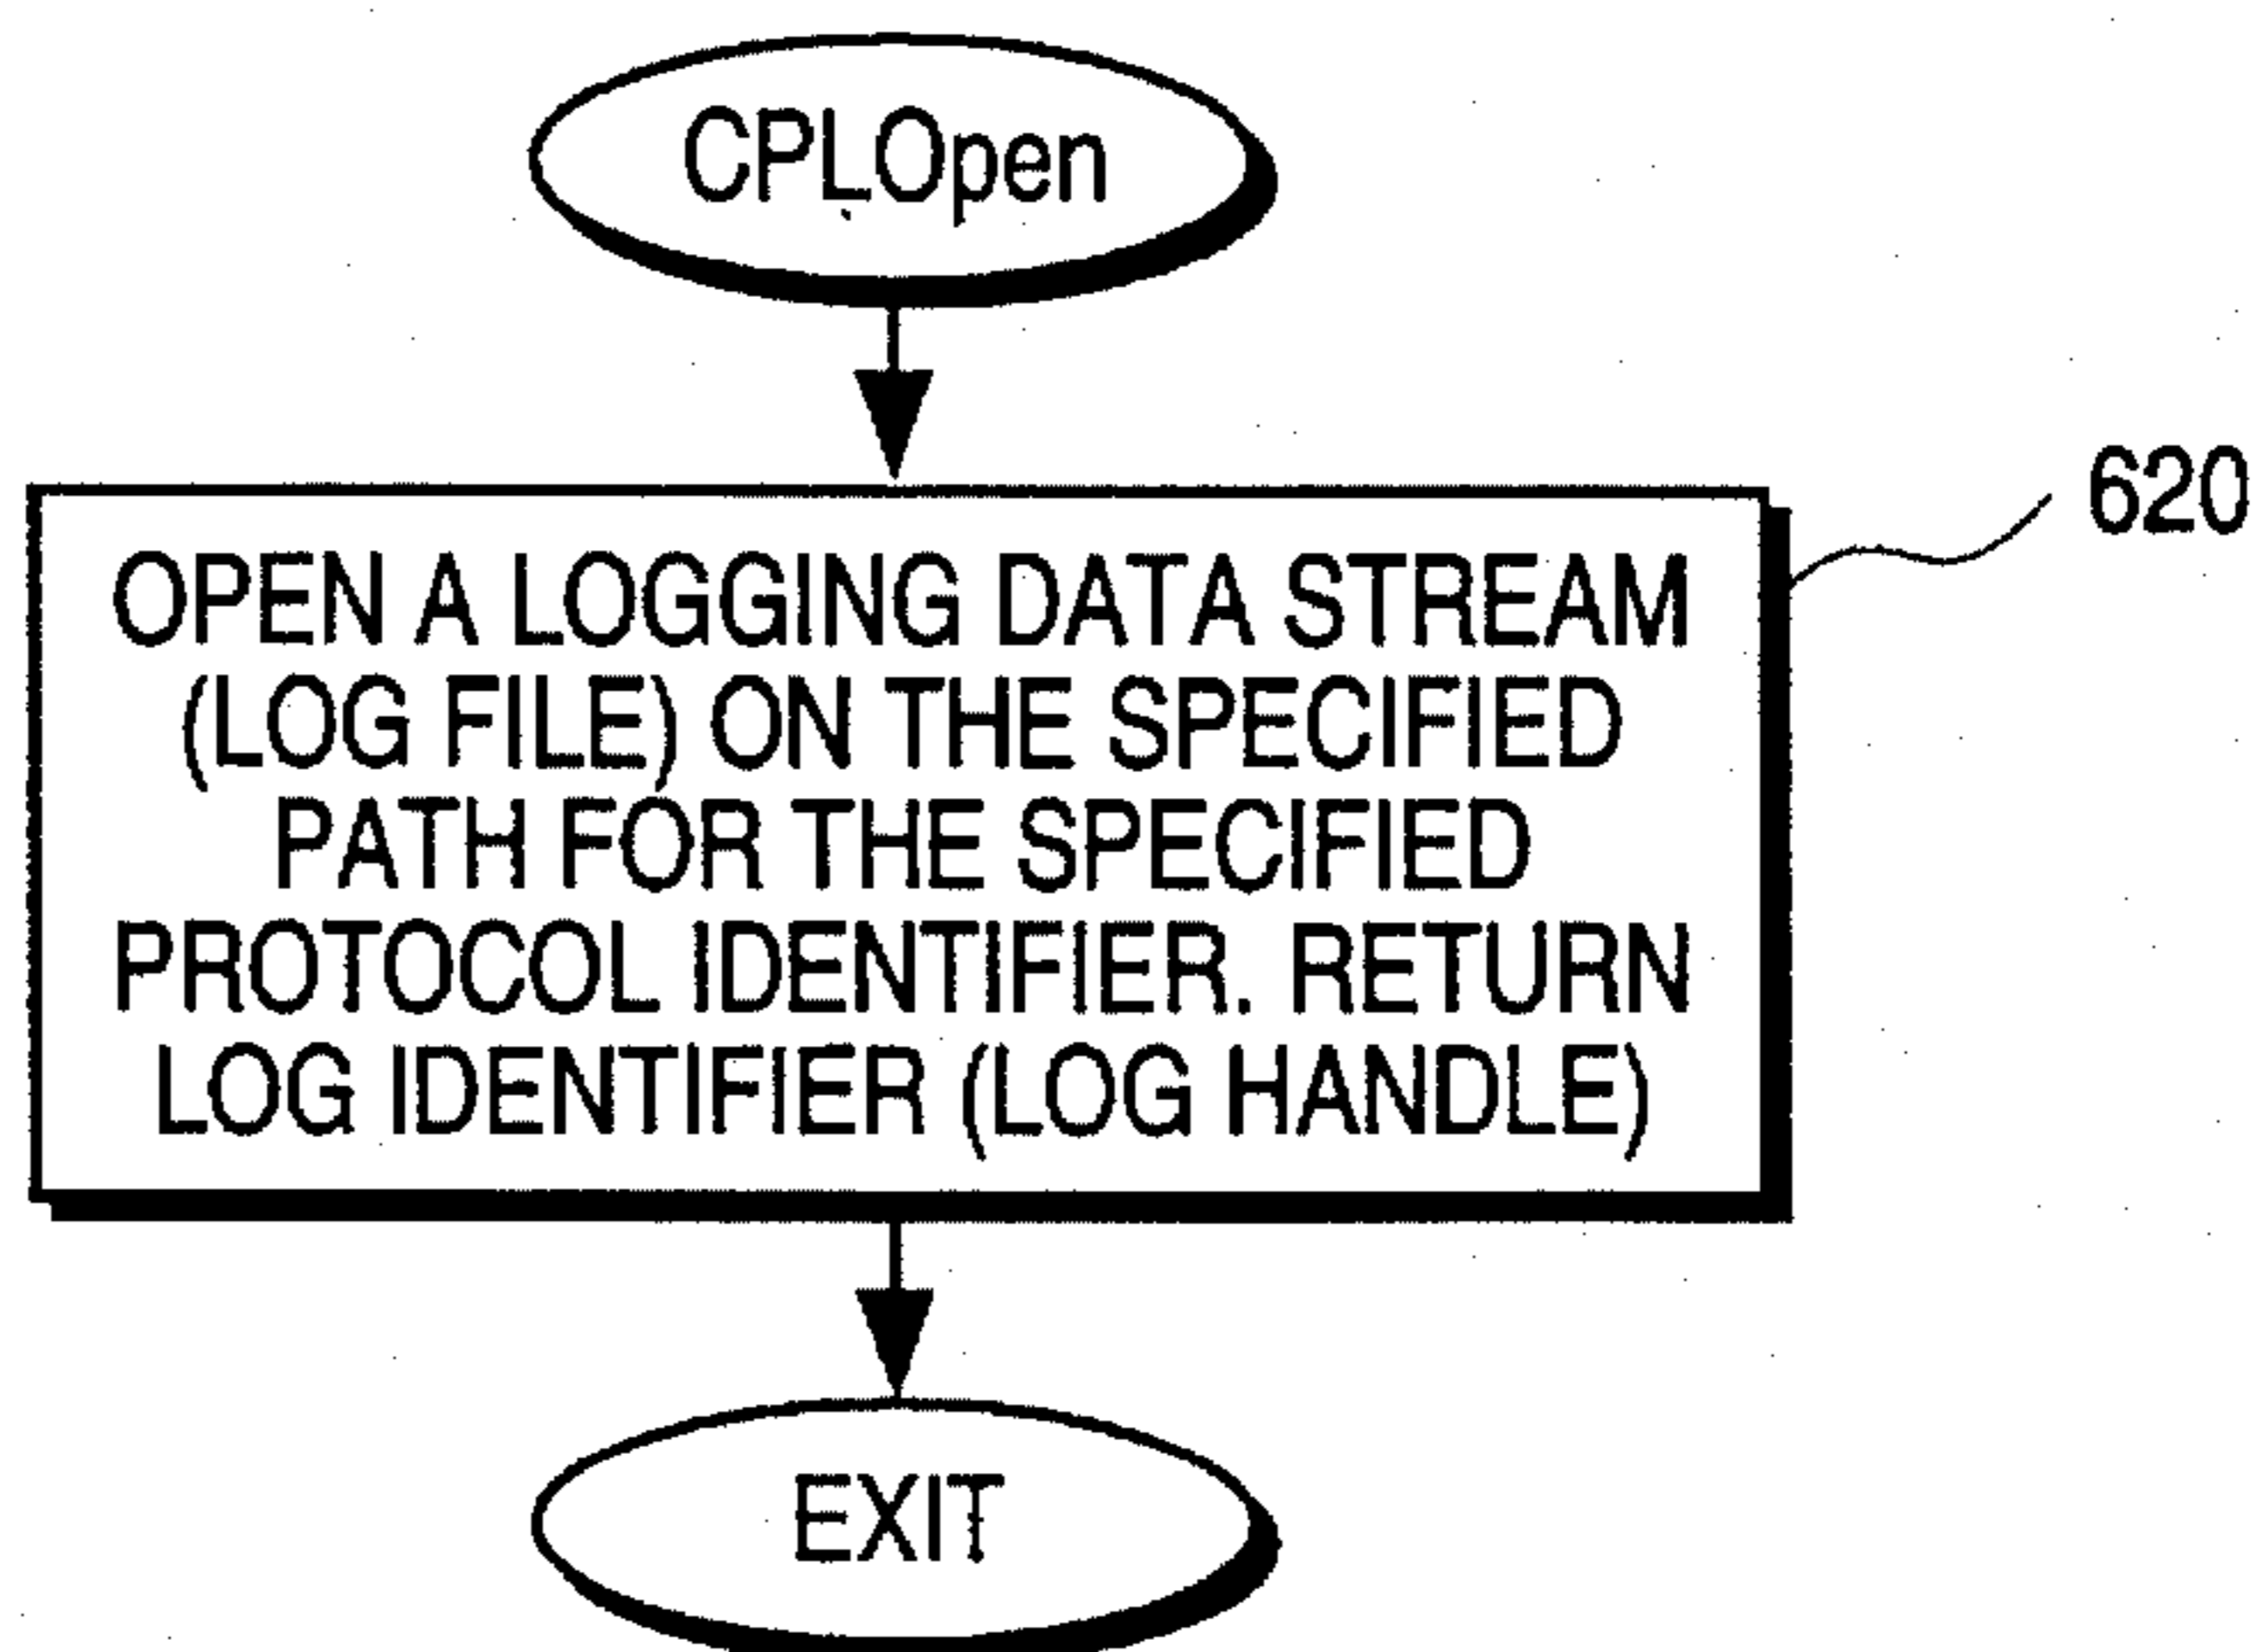 CPLOpen
620
OPEN A LOGGING DATA STREAM
(LOG FILE) ON THE SPECIFIED
PATH FOR THE SPECIFIED
PROTOCOL IDENTIFIER. RETURN
LOG IDENTIFIER (LOG HANDLE)
EXIT